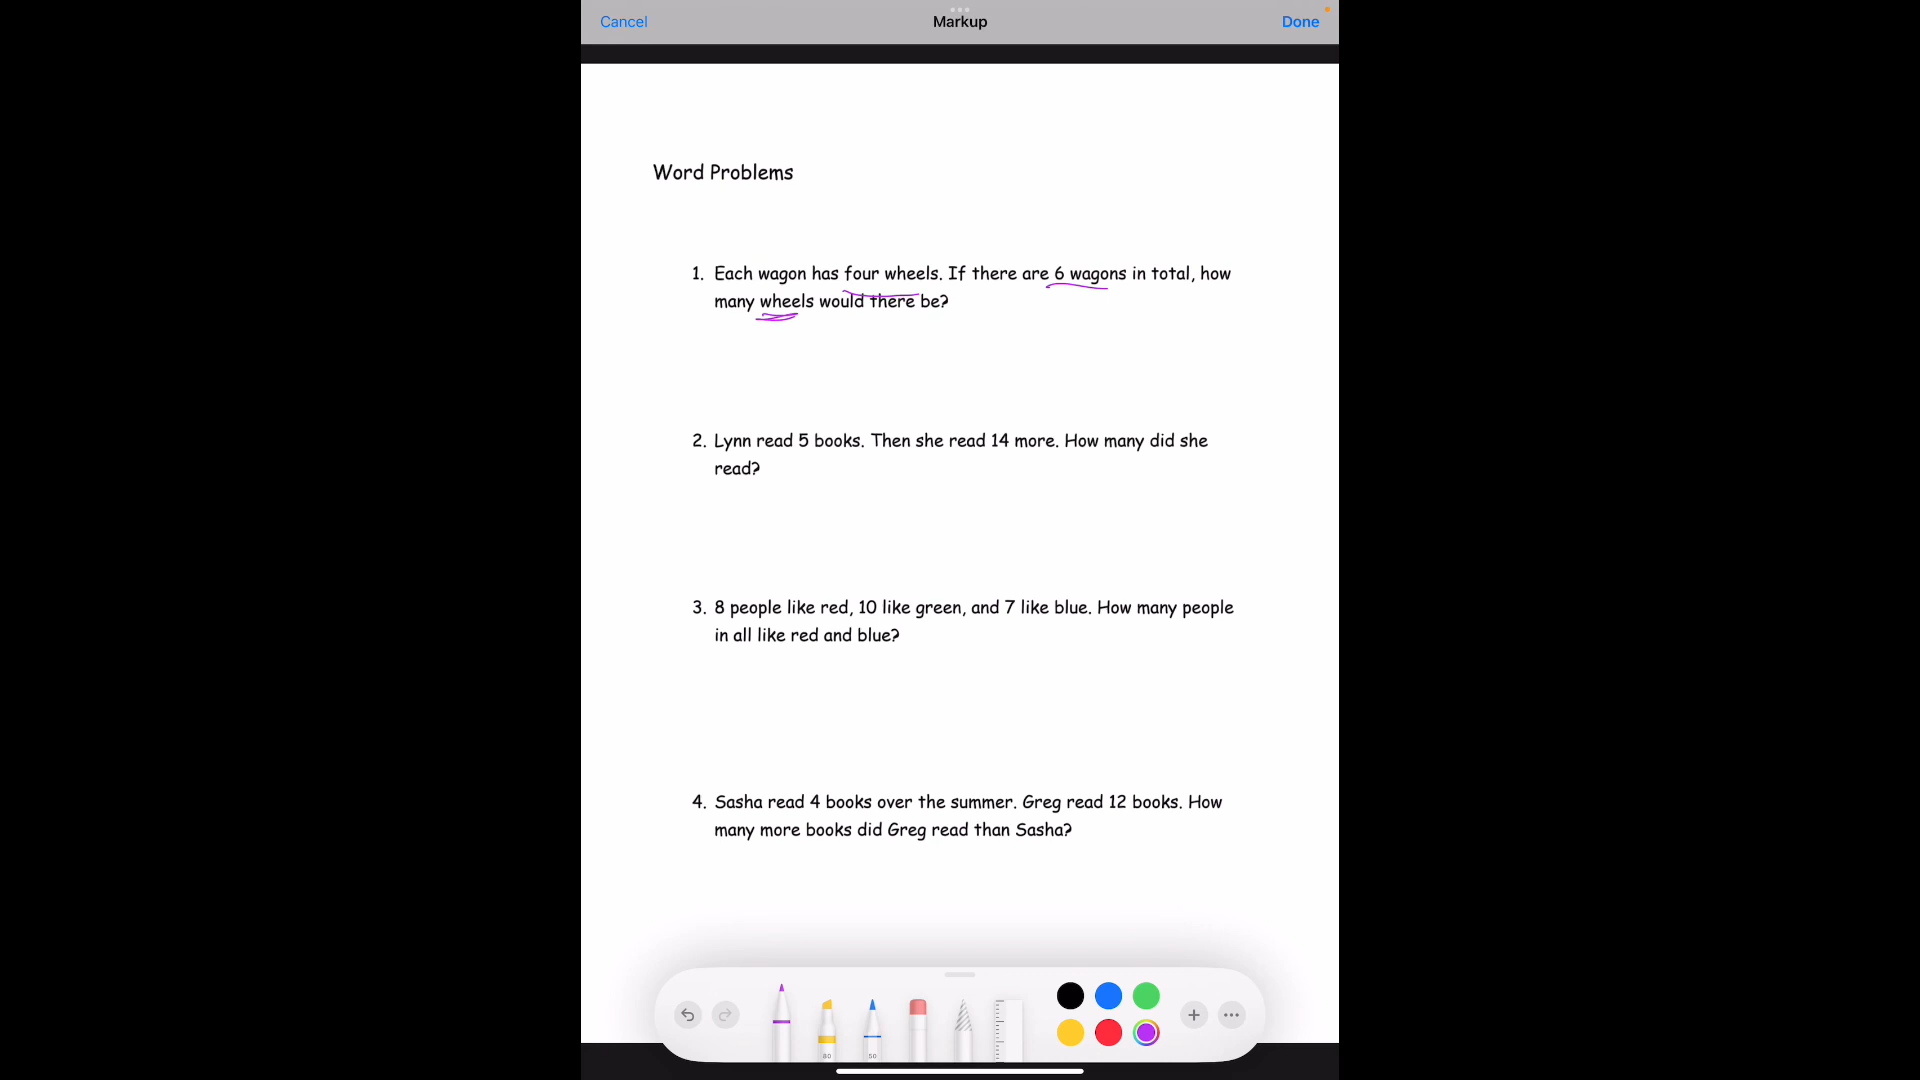 Cancel Markup Done
Word Problems
1. Each wagon has four wheels. If there are 6 wagons in total, how
many wheels would there be?
2. Lynn read 5 books. Then she read 14 more. How many did she
read?
3. 8 people like red, 10 like green, and 7 like blue. How many people
in all like red and blue?
4. Sasha read 4 books over the summer. Greg read 12 books. How
many more books did Greg read than Sasha?
80 50